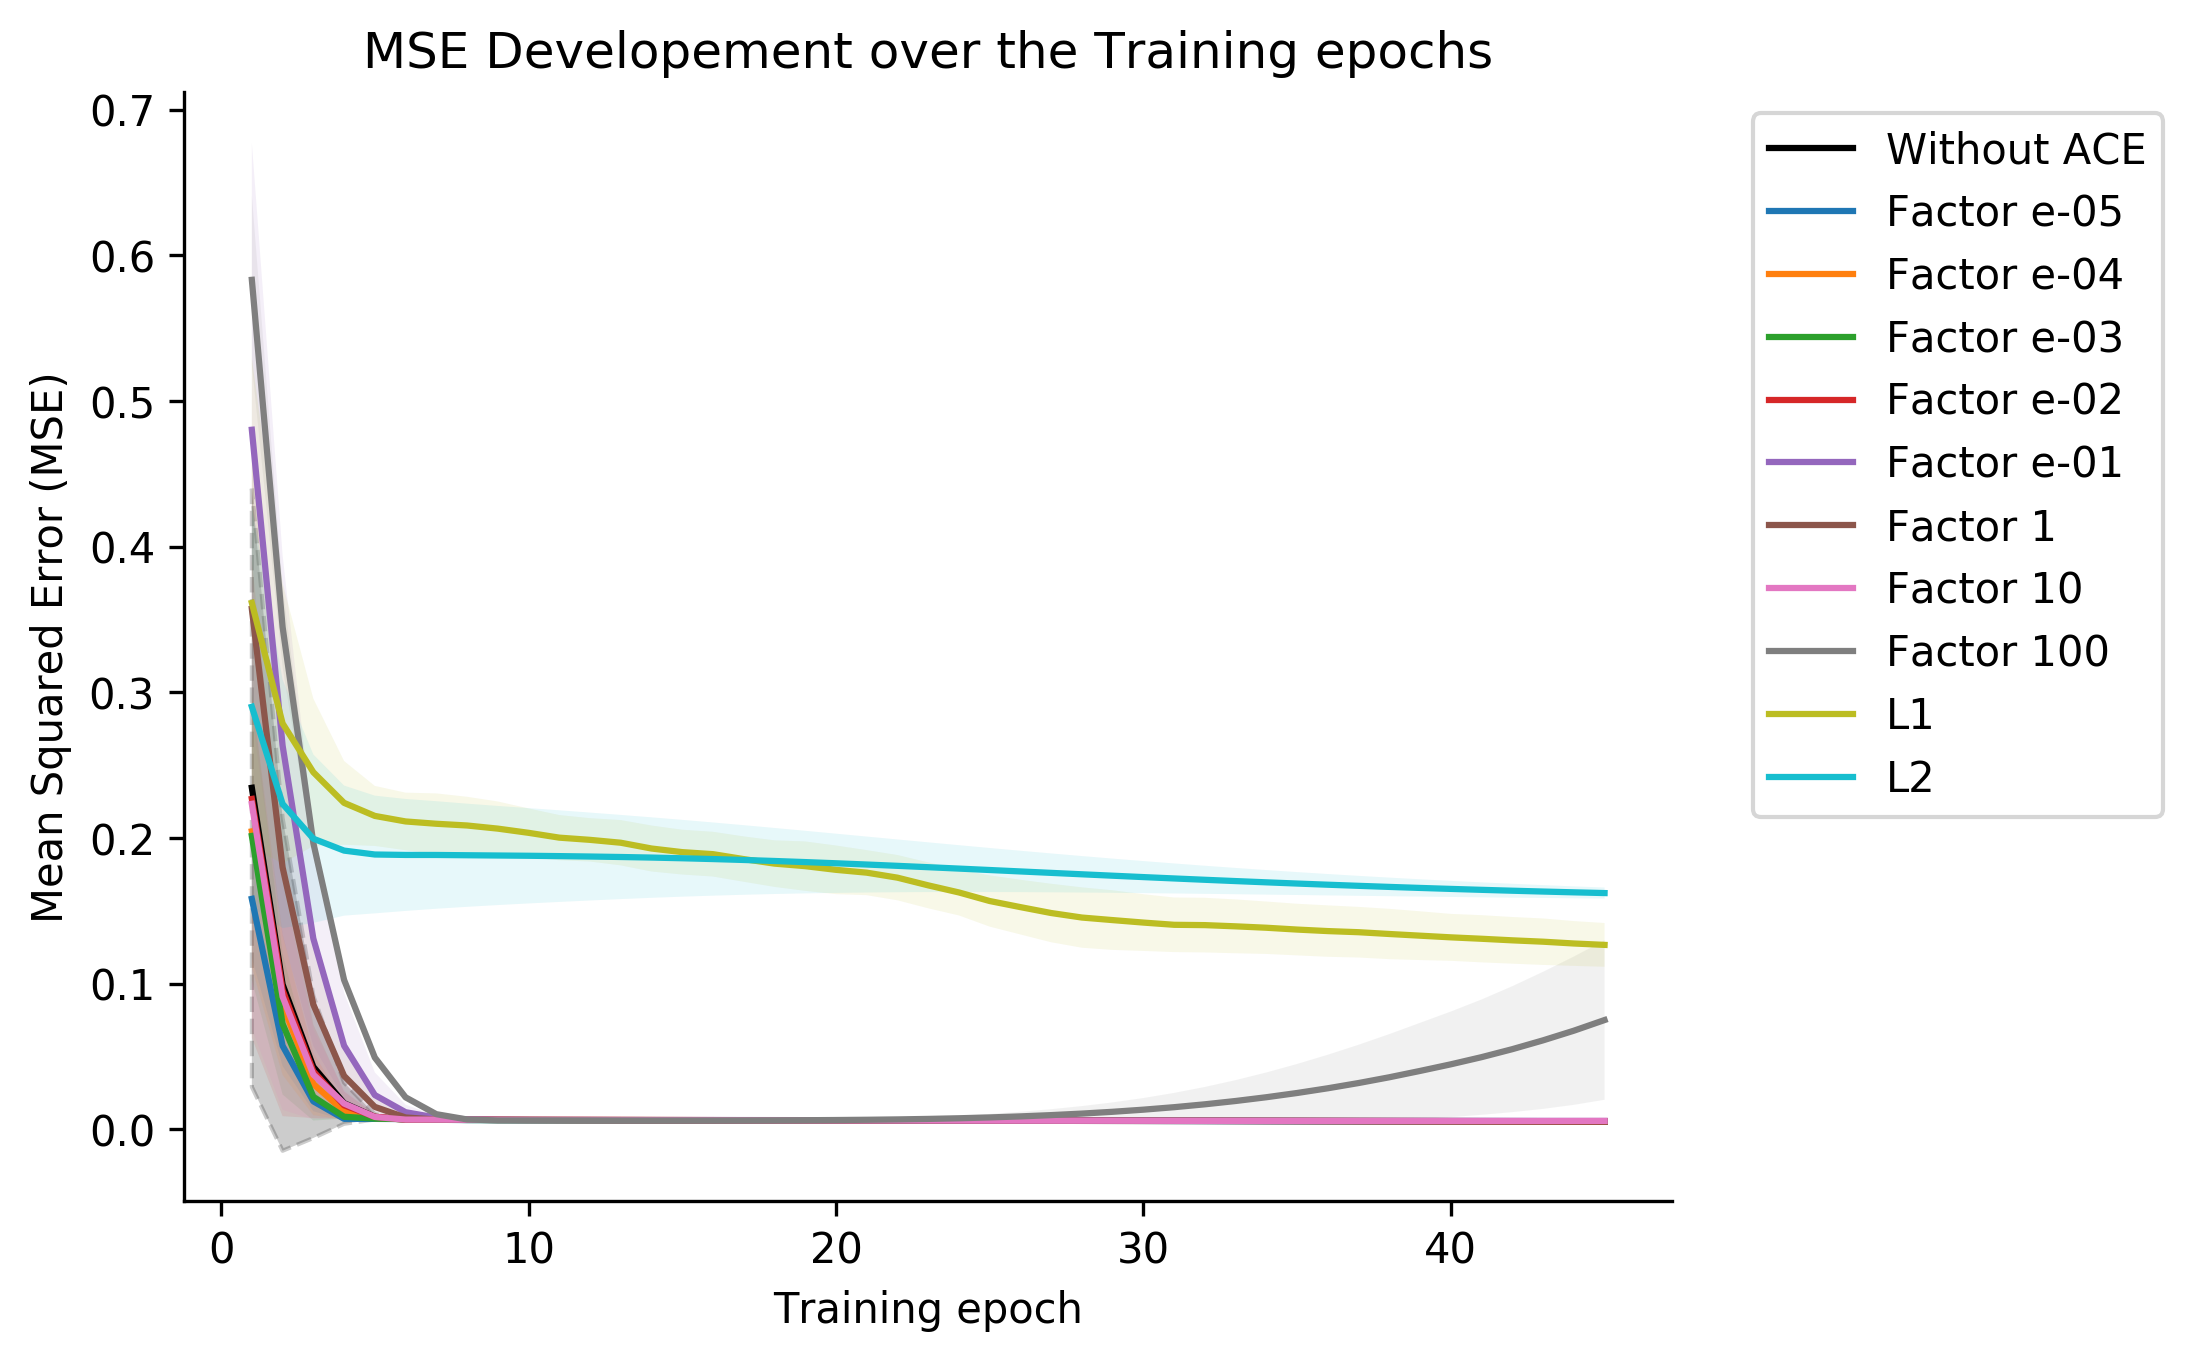 MSE Developement over the Training epochs
Mean Squared Error (MSE)
0.7
0.6
0.5
0.4
0.3
0.2
0.1
0.0
0 10 20 30 40
Training epoch
Without ACE
Factor e-05
Factor e-04
Factor e-03
Factor e-02
Factor e-01
Factor 1
Factor 10
Factor 100
L1
L2